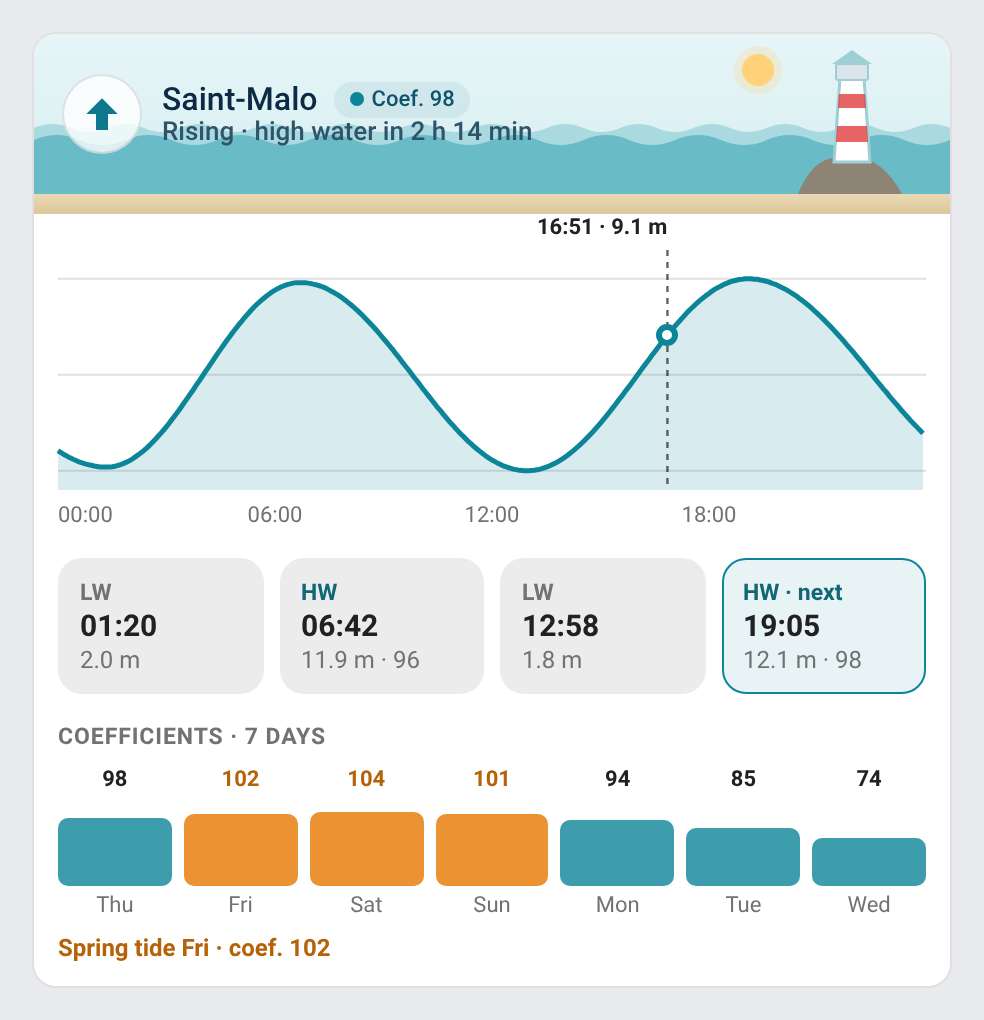 Saint-Malo
Coef. 98
Rising · high water in 2 h 14 min
16:51 · 9.1 m
00:00 06:00 12:00 18:00
LW
01:20
2.0 m
HW
06:42
11.9 m · 96
LW
12:58
1.8 m
HW · next
19:05
12.1 m · 98
COEFFICIENTS · 7 DAYS
98 102 104 101 94 85 74
Thu Fri Sat Sun Mon Tue Wed
Spring tide Fri · coef. 102